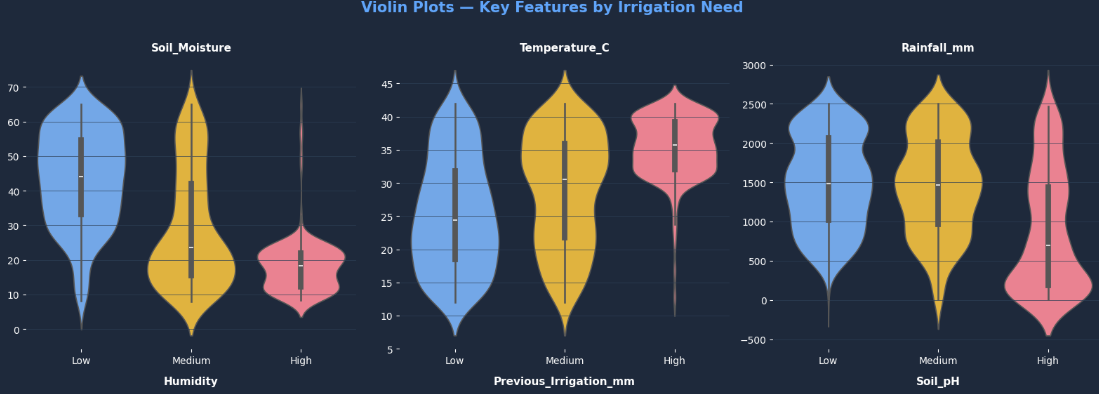 Violin Plots — Key Features by Irrigation Need
Soil_Moisture
Temperature_C
Rainfall_mm
70
60
50
40
30
20
10
0
45
40
35
30
25
20
15
10
5
3000
2500
2000
1500
1000
500
0
−500
Low
Medium
High
Low
Medium
High
Low
Medium
High
Humidity
Previous_Irrigation_mm
Soil_pH